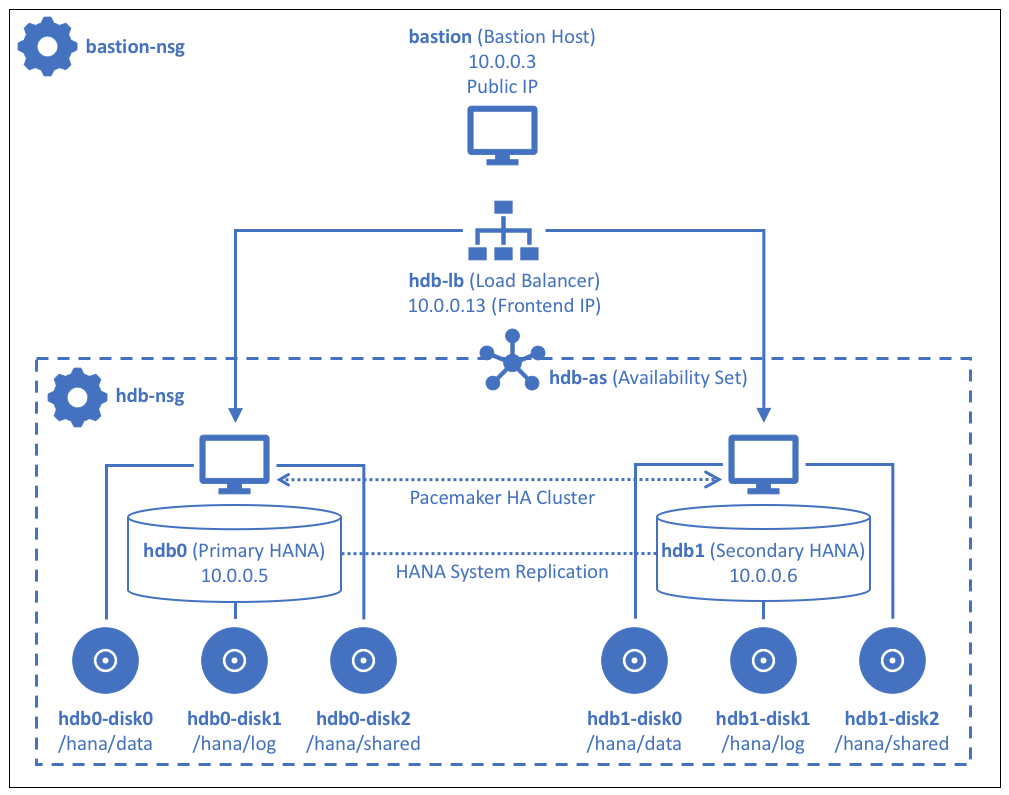 bastion-nsg
bastion (Bastion Host)
10.0.0.3
Public IP
hdb-lb (Load Balancer)
10.0.0.13 (Frontend IP)
hdb-as (Availability Set)
hdb-nsg
Pacemaker HA Cluster
hdb0 (Primary HANA)
10.0.0.5
HANA System Replication
hdb1 (Secondary HANA)
10.0.0.6
hdb0-disk0
/hana/data
hdb0-disk1
/hana/log
hdb0-disk2
/hana/shared
hdb1-disk0
/hana/data
hdb1-disk1
/hana/log
hdb1-disk2
/hana/shared